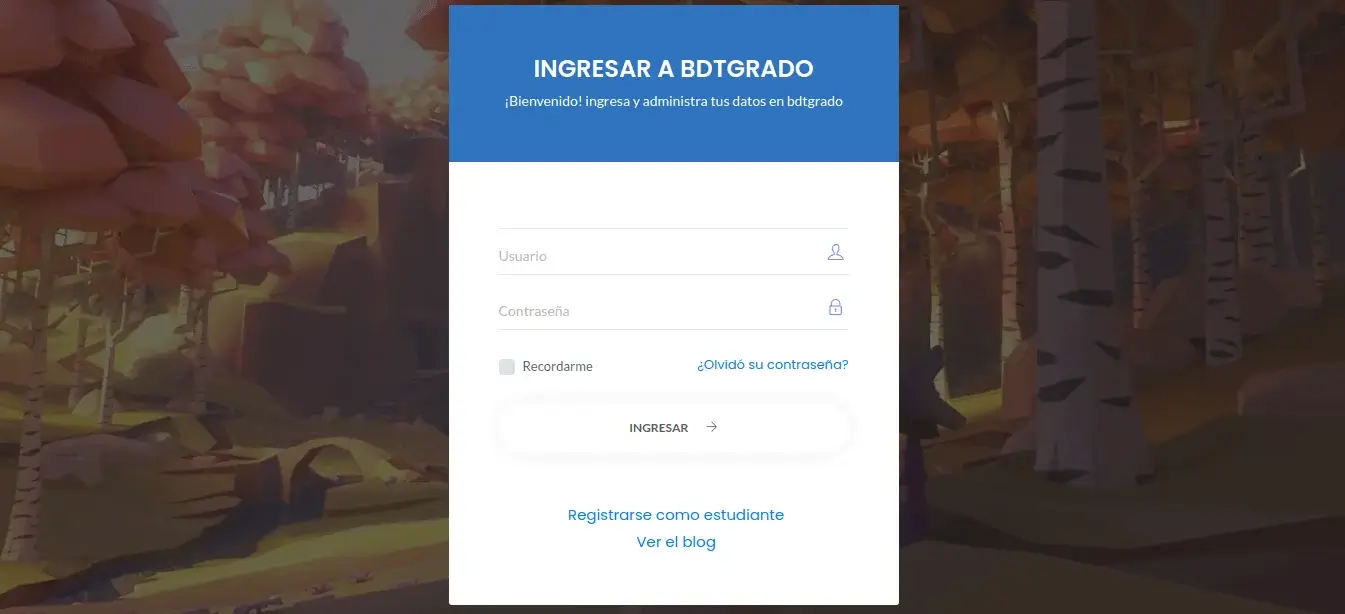 INGRESAR A BDTGRADO
¡Bienvenido! ingresa y administra tus datos en bdtgrado
Usuario
Contraseña
Recordarme
¿Olvidó su contraseña?
INGRESAR
Registrarse como estudiante
Ver el blog